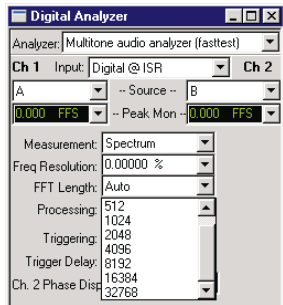 Digital Analyzer
Analyzer: Multitone audio analyzer (fasttest)
Ch 1 Input: Digital @ ISR Ch 2
A -- Source -- B
0.000 FFS -- Peak Mon -- 0.000 FFS
Measurement: Spectrum
Freq Resolution: 0.00000 %
FFT Length: Auto
Processing: 512
1024
Triggering: 2048
4096
Trigger Delay: 8192
Ch. 2 Phase Disp 16384
32768